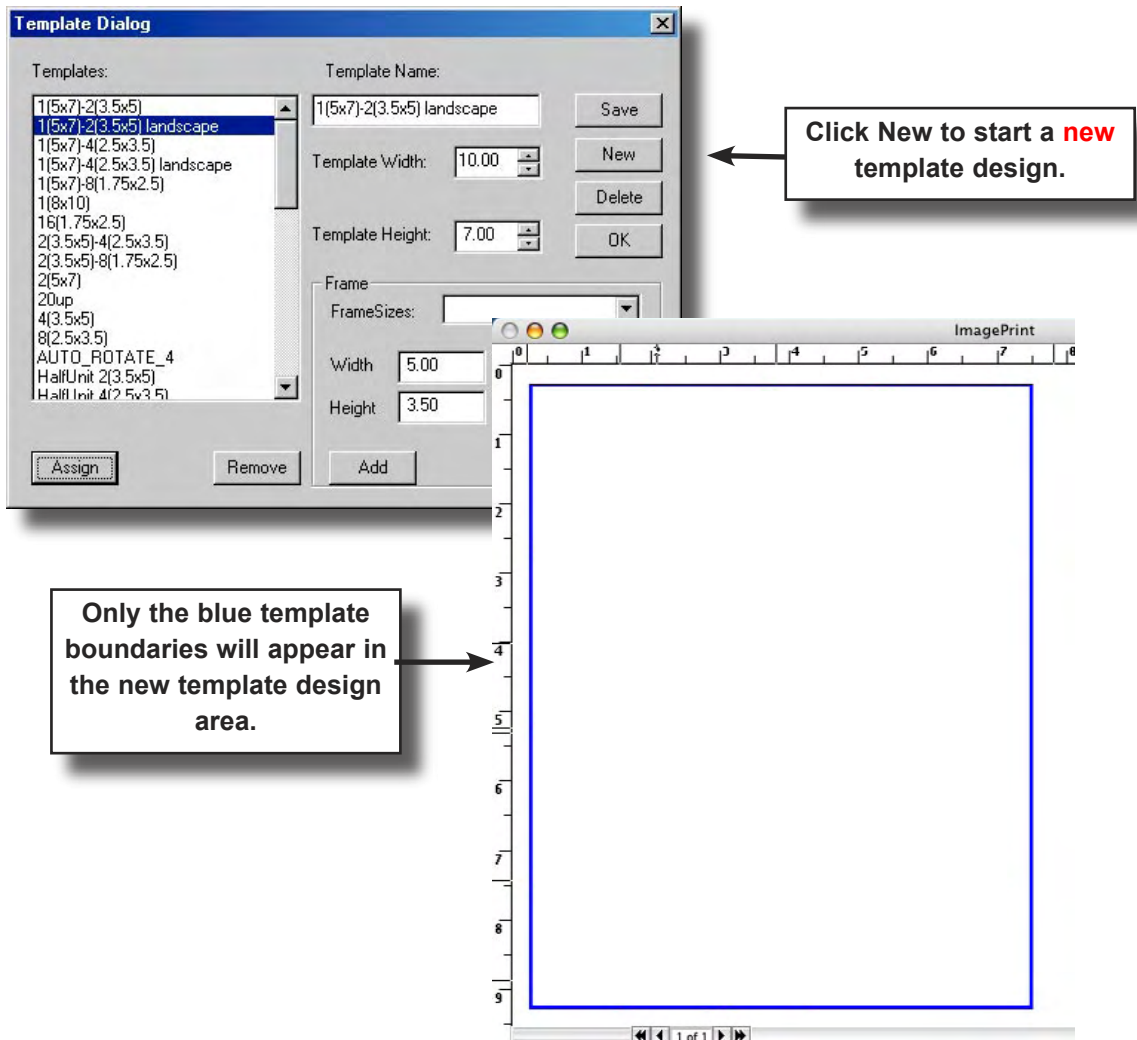 Template Dialog
Templates:
Template Name:
1(5x7)-2(3.5x5)
1(5x7)-2(3.5x5) landscape
1(5x7)-4(2.5x3.5)
1(5x7)-4(2.5x3.5) landscape
1(5x7)-8(1.75x2.5)
1(8x10)
16(1.75x2.5)
2(3.5x5)-4(2.5x3.5)
2(3.5x5)-8(1.75x2.5)
2(5x7)
20up
4(3.5x5)
8(2.5x3.5)
AUTO_ROTATE_4
HalfUnit 2(3.5x5)
HalfUnit 4(2.5x3.5)
1(5x7)-2(3.5x5) landscape
Save
Template Width: 10.00
New
Delete
Template Height: 7.00
OK
Frame
FrameSizes:
Width 5.00
Height 3.50
Assign
Remove
Add
Click New to start a new
template design.
ImagePrint
0 1 3 4 5 6 7 8
0
1
2
3
4
5
6
7
8
9
1 of 1
Only the blue template
boundaries will appear in
the new template design
area.